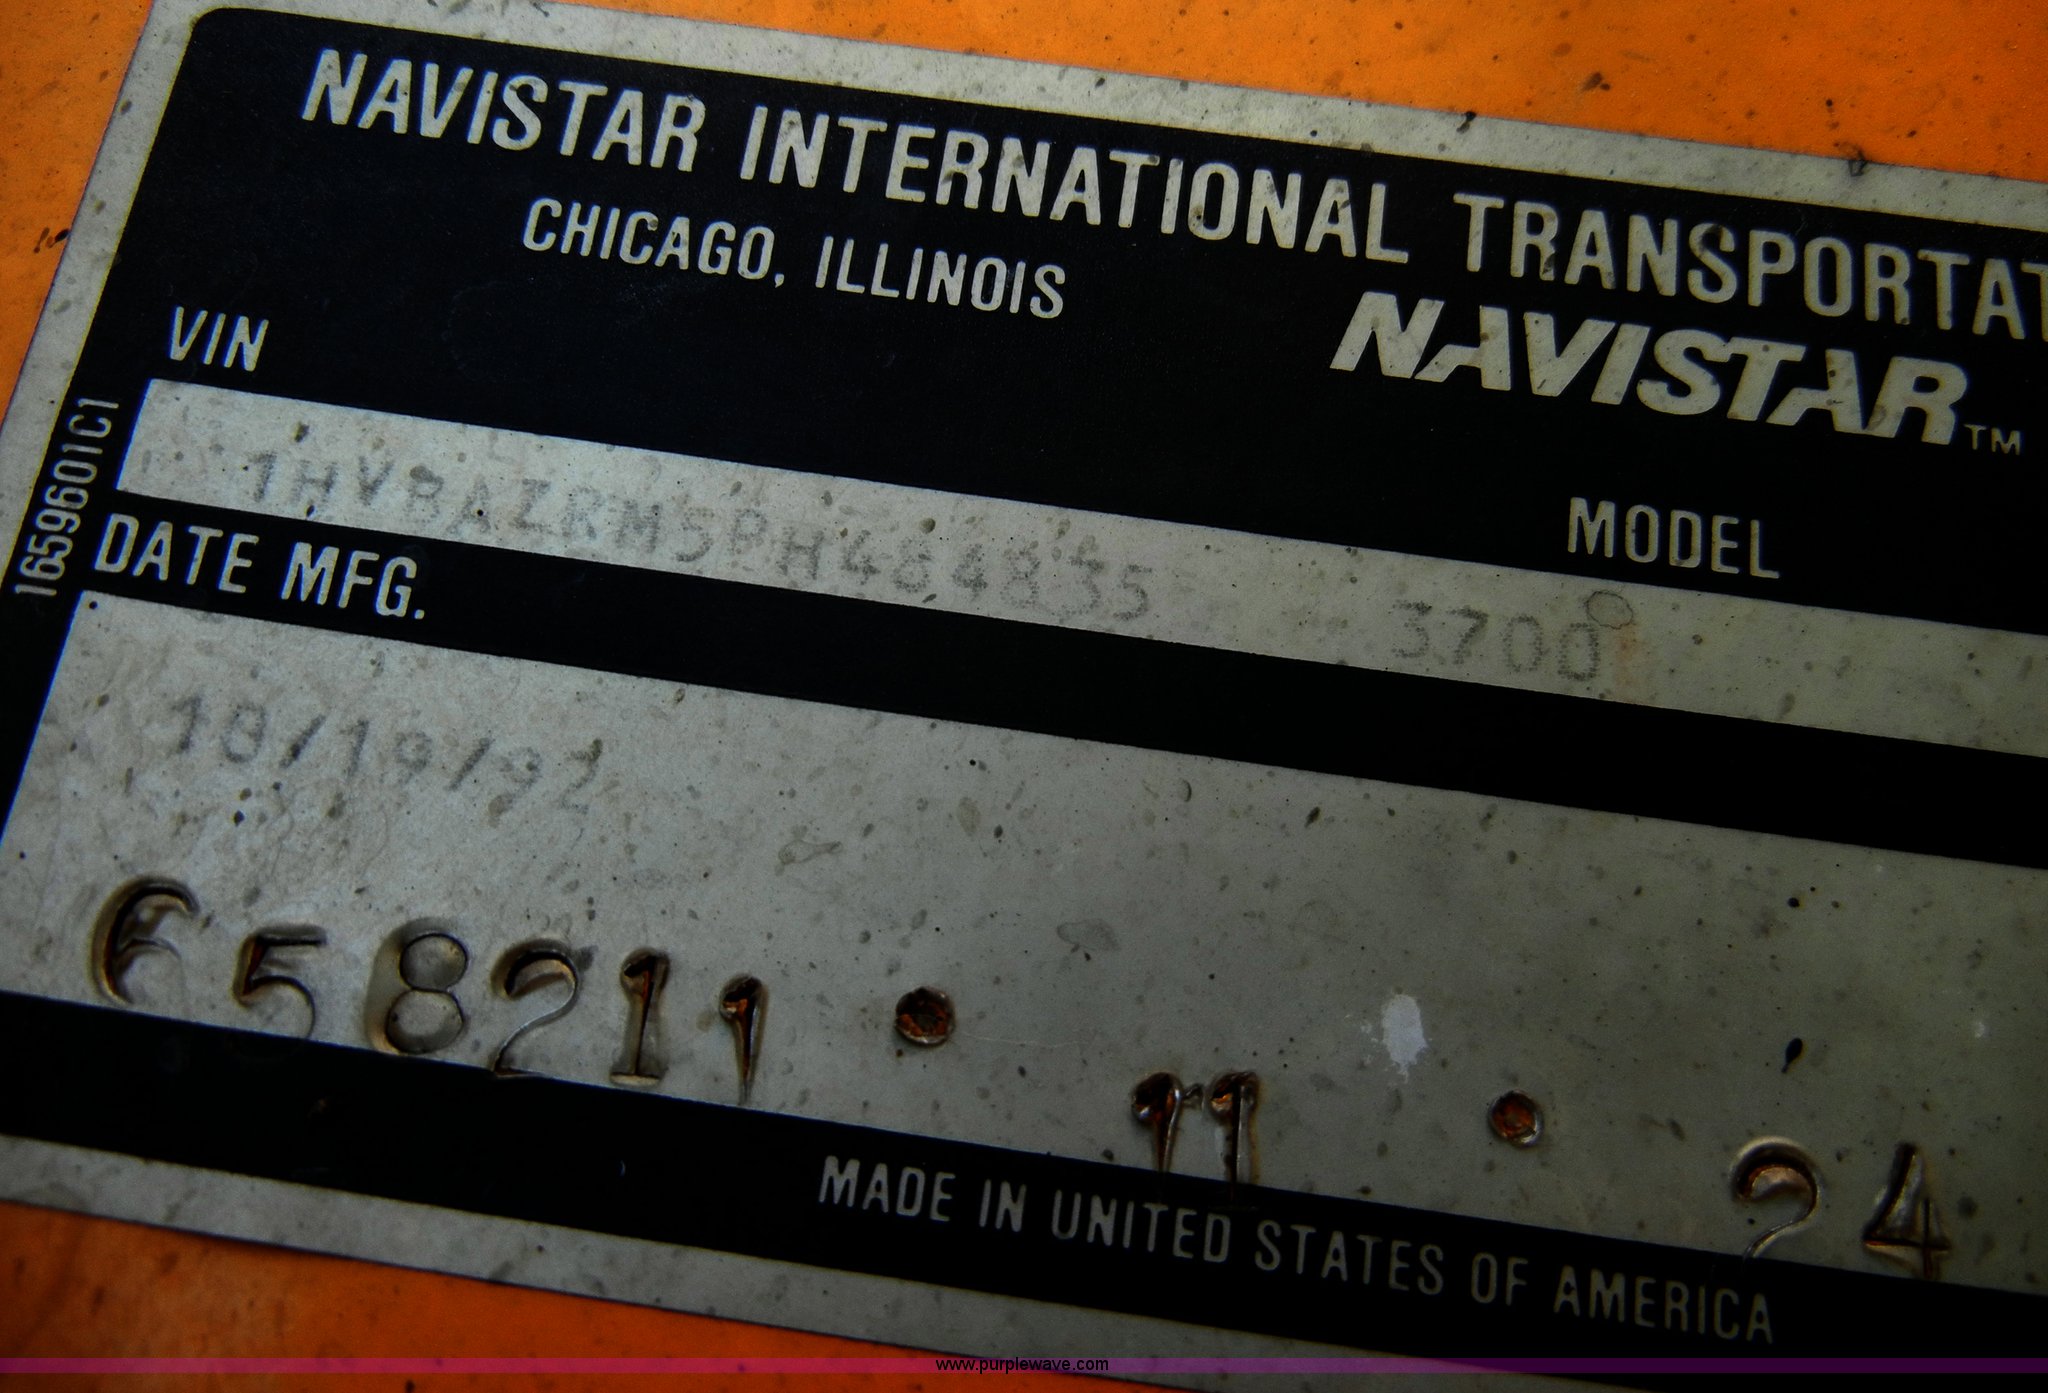 NAVISTAR INTERNATIONAL TRANSPORTAT
CHICAGO, ILLINOIS
NAVISTAR™
VIN
MODEL
1HVBAZRM5PH484835 3700
1659601C1
DATE MFG.
10/19/92
658211 • 11 • 24
MADE IN UNITED STATES OF AMERICA
www.purplewave.com